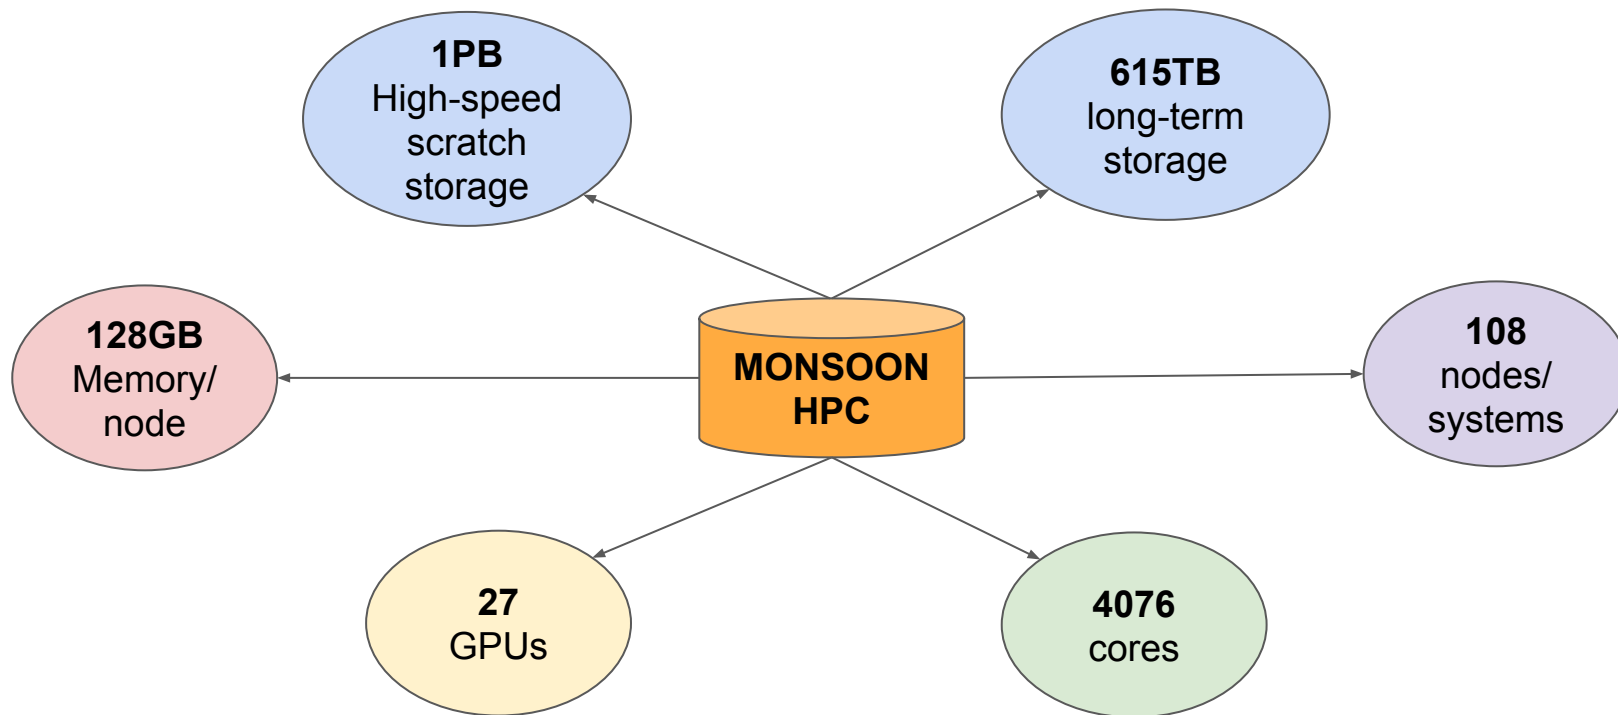 1PB
High-speed
scratch
storage
615TB
long-term
storage
128GB
Memory/
node
MONSOON
HPC
108
nodes/
systems
27
GPUs
4076
cores